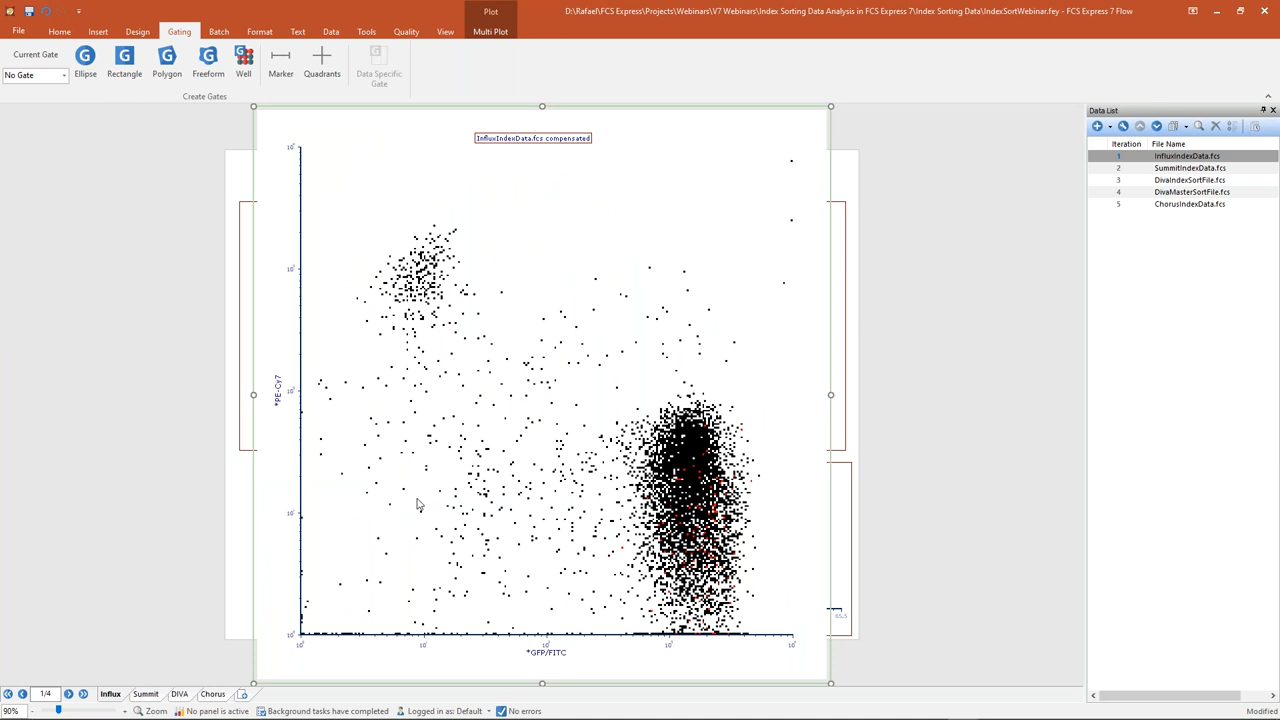 Plot
D:\Rafael\FCS Express\Projects\Webinars\V7 Webinars\Index Sorting Data Analysis in FCS Express 7\Index Sorting Data\IndexSortWebinar.fey - FCS Express 7 Flow
File Home Insert Design Gating Batch Format Text Data Tools Quality View Multi Plot
Current Gate
No Gate
Ellipse Rectangle Polygon Freeform Well Marker Quadrants Data Specific Gate
Create Gates
Data List
Iteration File Name
1 InfluxIndexData.fcs
2 SummitIndexData.fcs
3 DivaIndexSortFile.fcs
4 DivaMasterSortFile.fcs
5 ChorusIndexData.fcs
InfluxIndexData.fcs compensated
*PE-Cy7
*GFP/FITC
65.5
1/4 Influx Summit DIVA Chorus
90% Zoom No panel is active Background tasks have completed Logged in as: Default No errors Modified